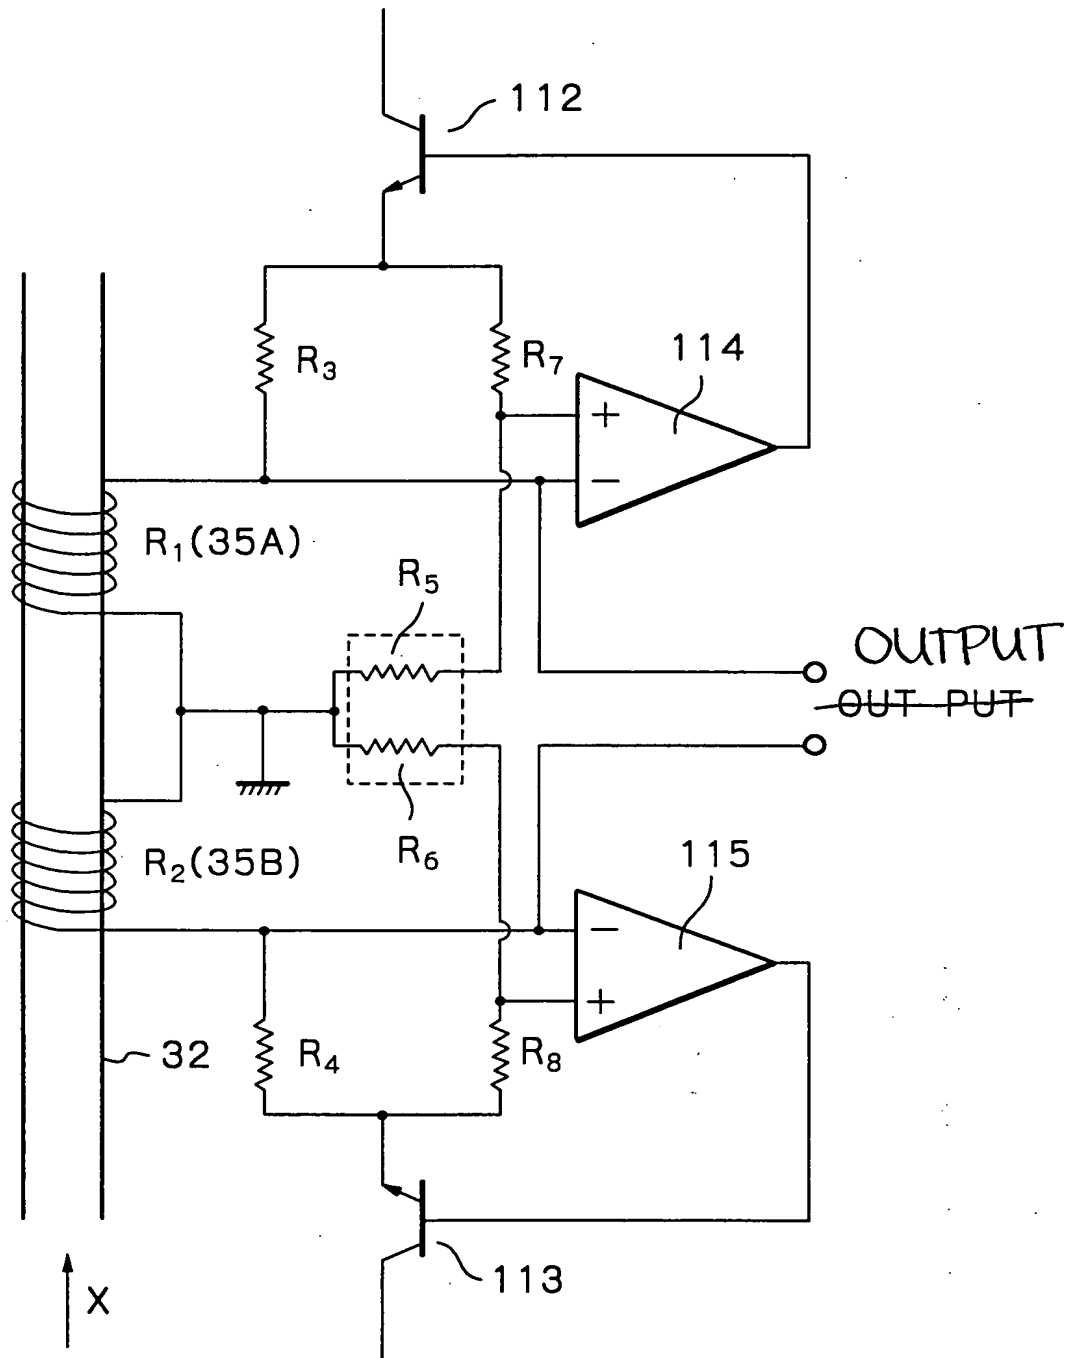 112
R3
R7
114
+
−
R1(35A)
R5
OUTPUT
OUT PUT
R6
R2(35B)
115
−
+
32
R4
R8
113
X